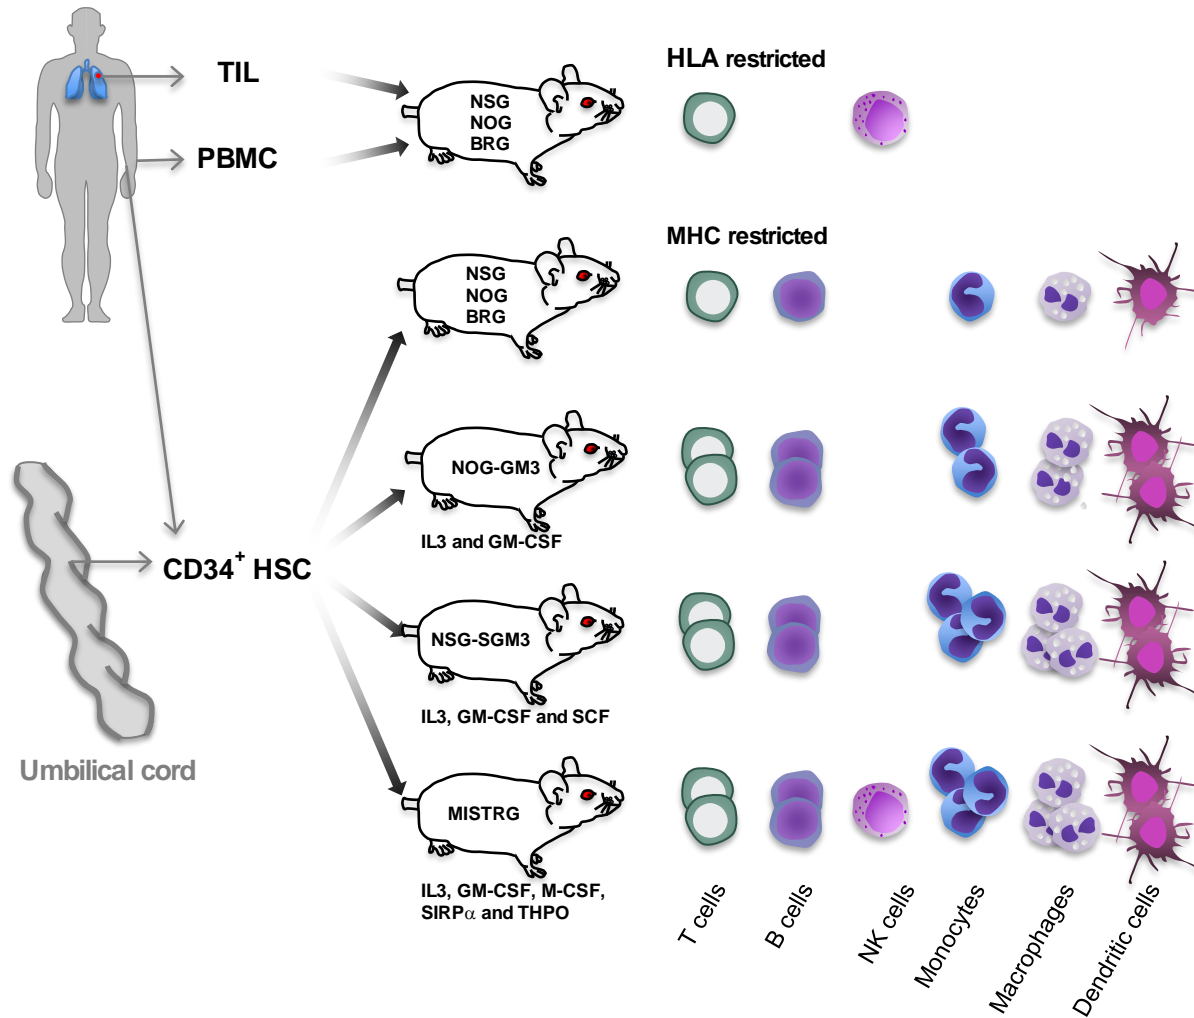 TIL
PBMC
NSG
NOG
BRG
HLA restricted
MHC restricted
NSG
NOG
BRG
NOG-GM3
IL3 and GM-CSF
CD34+ HSC
NSG-SGM3
IL3, GM-CSF and SCF
Umbilical cord
MISTRG
IL3, GM-CSF, M-CSF,
SIRPα and THPO
T cells
B cells
NK cells
Monocytes
Macrophages
Dendritic cells